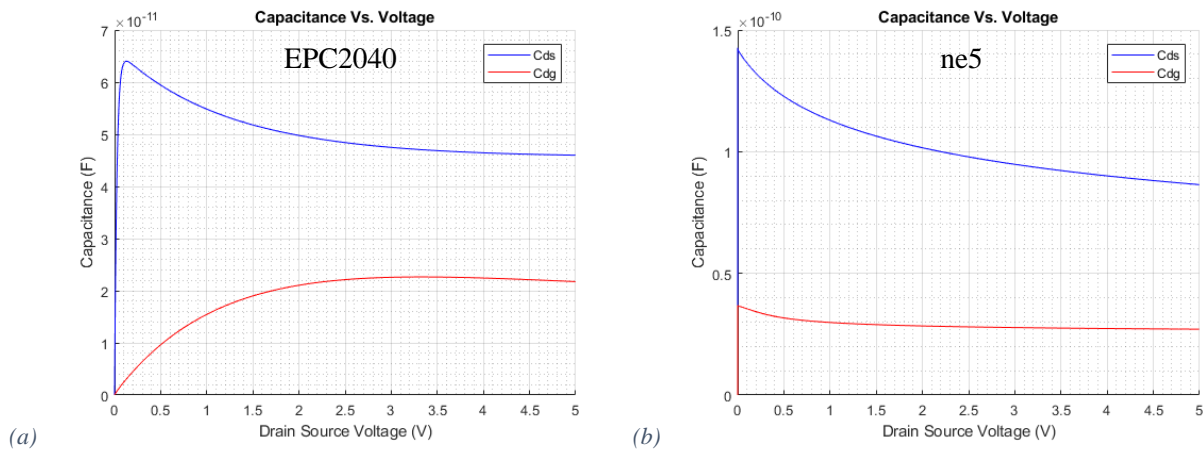 Capacitance Vs. Voltage
×10⁻¹¹
EPC2040
Cds
Cdg
7
6
5
4
3
2
1
0
Capacitance (F)
0 0.5 1 1.5 2 2.5 3 3.5 4 4.5 5
Drain Source Voltage (V)
(a)
Capacitance Vs. Voltage
×10⁻¹⁰
ne5
Cds
Cdg
1.5
1
0.5
0
Capacitance (F)
0 0.5 1 1.5 2 2.5 3 3.5 4 4.5 5
Drain Source Voltage (V)
(b)